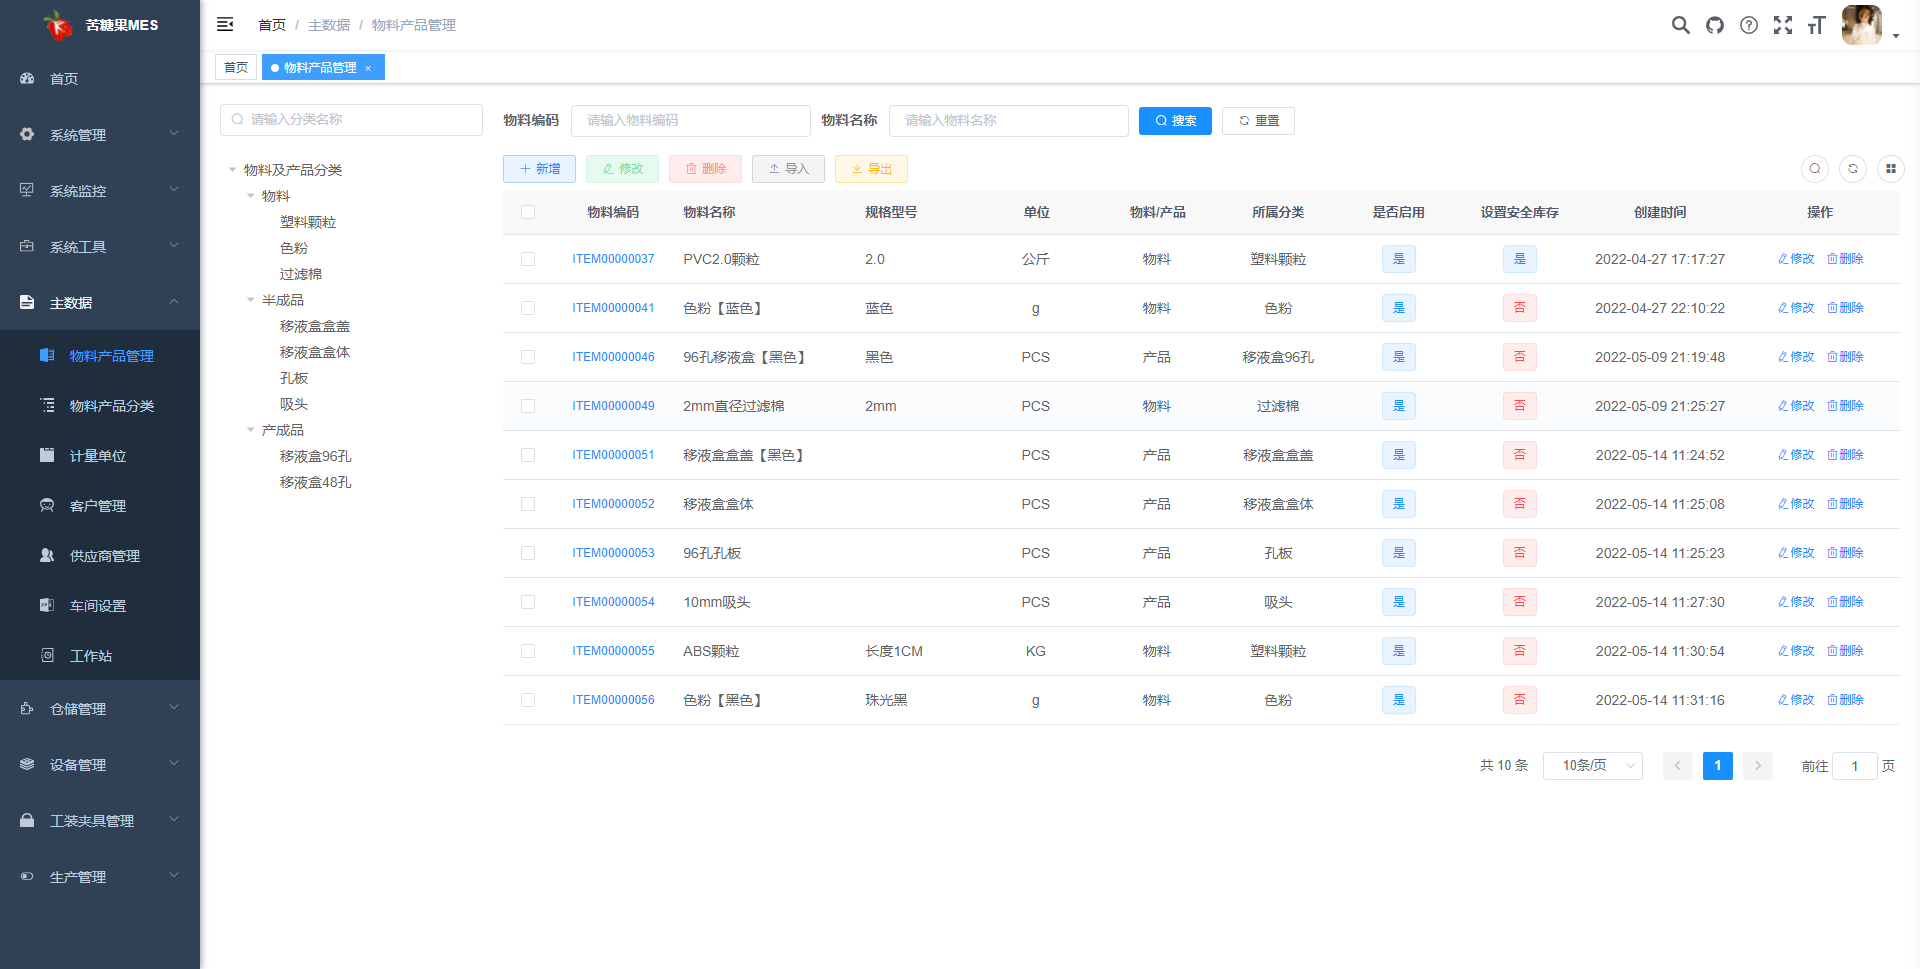 苦糖果MES
首页
系统管理
系统监控
系统工具
主数据
物料产品管理
物料产品分类
计量单位
客户管理
供应商管理
车间设置
工作站
仓储管理
设备管理
工装夹具管理
生产管理
首页 / 主数据 / 物料产品管理
首页 物料产品管理 ×
请输入分类名称
物料及产品分类
物料
塑料颗粒
色粉
过滤棉
半成品
移液盒盒盖
移液盒盒体
孔板
吸头
产成品
移液盒96孔
移液盒48孔
物料编码 请输入物料编码 物料名称 请输入物料名称 搜索 重置
新增 修改 删除 导入 导出
物料编码 物料名称 规格型号 单位 物料/产品 所属分类 是否启用 设置安全库存 创建时间 操作
ITEM00000037 PVC2.0颗粒 2.0 公斤 物料 塑料颗粒 是 是 2022-04-27 17:17:27 修改 删除
ITEM00000041 色粉【蓝色】 蓝色 g 物料 色粉 是 否 2022-04-27 22:10:22 修改 删除
ITEM00000046 96孔移液盒【黑色】 黑色 PCS 产品 移液盒96孔 是 否 2022-05-09 21:19:48 修改 删除
ITEM00000049 2mm直径过滤棉 2mm PCS 物料 过滤棉 是 否 2022-05-09 21:25:27 修改 删除
ITEM00000051 移液盒盒盖【黑色】 PCS 产品 移液盒盒盖 是 否 2022-05-14 11:24:52 修改 删除
ITEM00000052 移液盒盒体 PCS 产品 移液盒盒体 是 否 2022-05-14 11:25:08 修改 删除
ITEM00000053 96孔孔板 PCS 产品 孔板 是 否 2022-05-14 11:25:23 修改 删除
ITEM00000054 10mm吸头 PCS 产品 吸头 是 否 2022-05-14 11:27:30 修改 删除
ITEM00000055 ABS颗粒 长度1CM KG 物料 塑料颗粒 是 否 2022-05-14 11:30:54 修改 删除
ITEM00000056 色粉【黑色】 珠光黑 g 物料 色粉 是 否 2022-05-14 11:31:16 修改 删除
共 10 条 10条/页 1 前往 1 页